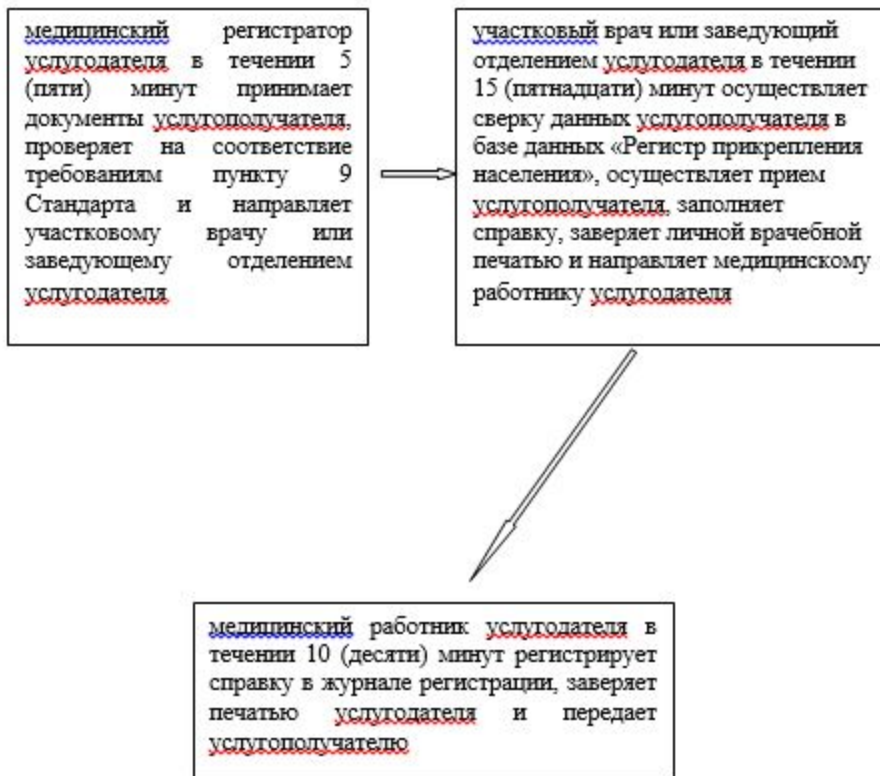 медицинский регистратор
услугодателя в течении 5
(пяти) минут принимает
документы услугополучателя,
проверяет на соответствие
требованиям пункту 9
Стандарта и направляет
участковому врачу или
заведующему отделением
услугодателя
участковый врач или заведующий
отделением услугодателя в течении
15 (пятнадцати) минут осуществляет
сверку данных услугополучателя в
базе данных «Регистр прикрепления
населения», осуществляет прием
услугополучателя, заполняет
справку, заверяет личной врачебной
печатью и направляет медицинскому
работнику услугодателя
медицинский работник услугодателя в
течении 10 (десяти) минут регистрирует
справку в журнале регистрации, заверяет
печатью услугодателя и передает
услугополучателю